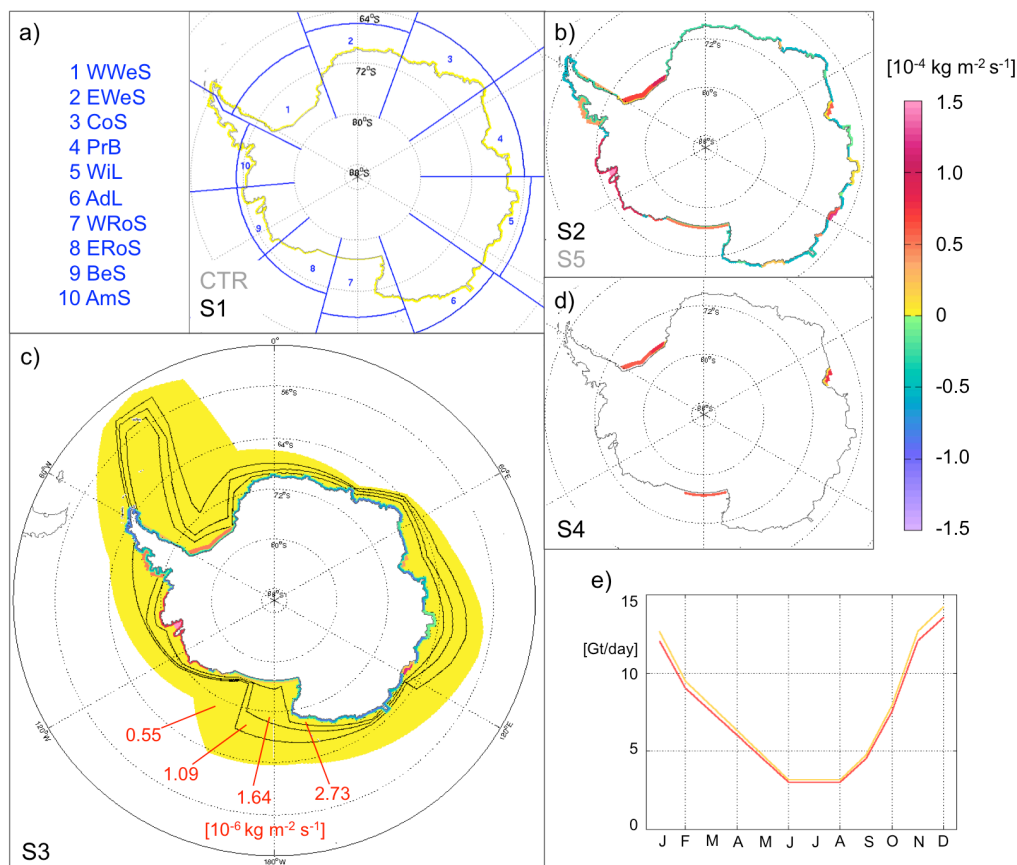 a)
1 WWeS
2 EWeS
3 CoS
4 PrB
5 WiL
6 AdL
7 WRoS
8 ERoS
9 BeS
10 AmS
64°S
72°S
80°S
88°S
1
2
3
4
5
6
7
8
9
10
CTR
S1
b)
72°S
80°S
88°S
S2
S5
[10-4 kg m-2 s-1]
1.5
1.0
0.5
0
-0.5
-1.0
-1.5
c)
0°
56°S
64°S
72°S
80°S
88°S
60°W
60°E
120°W
120°E
180°W
0.55
1.09
1.64
2.73
[10-6 kg m-2 s-1]
S3
d)
72°S
80°S
88°S
S4
e)
15
[Gt/day]
10
5
0
J F M A M J J A S O N D